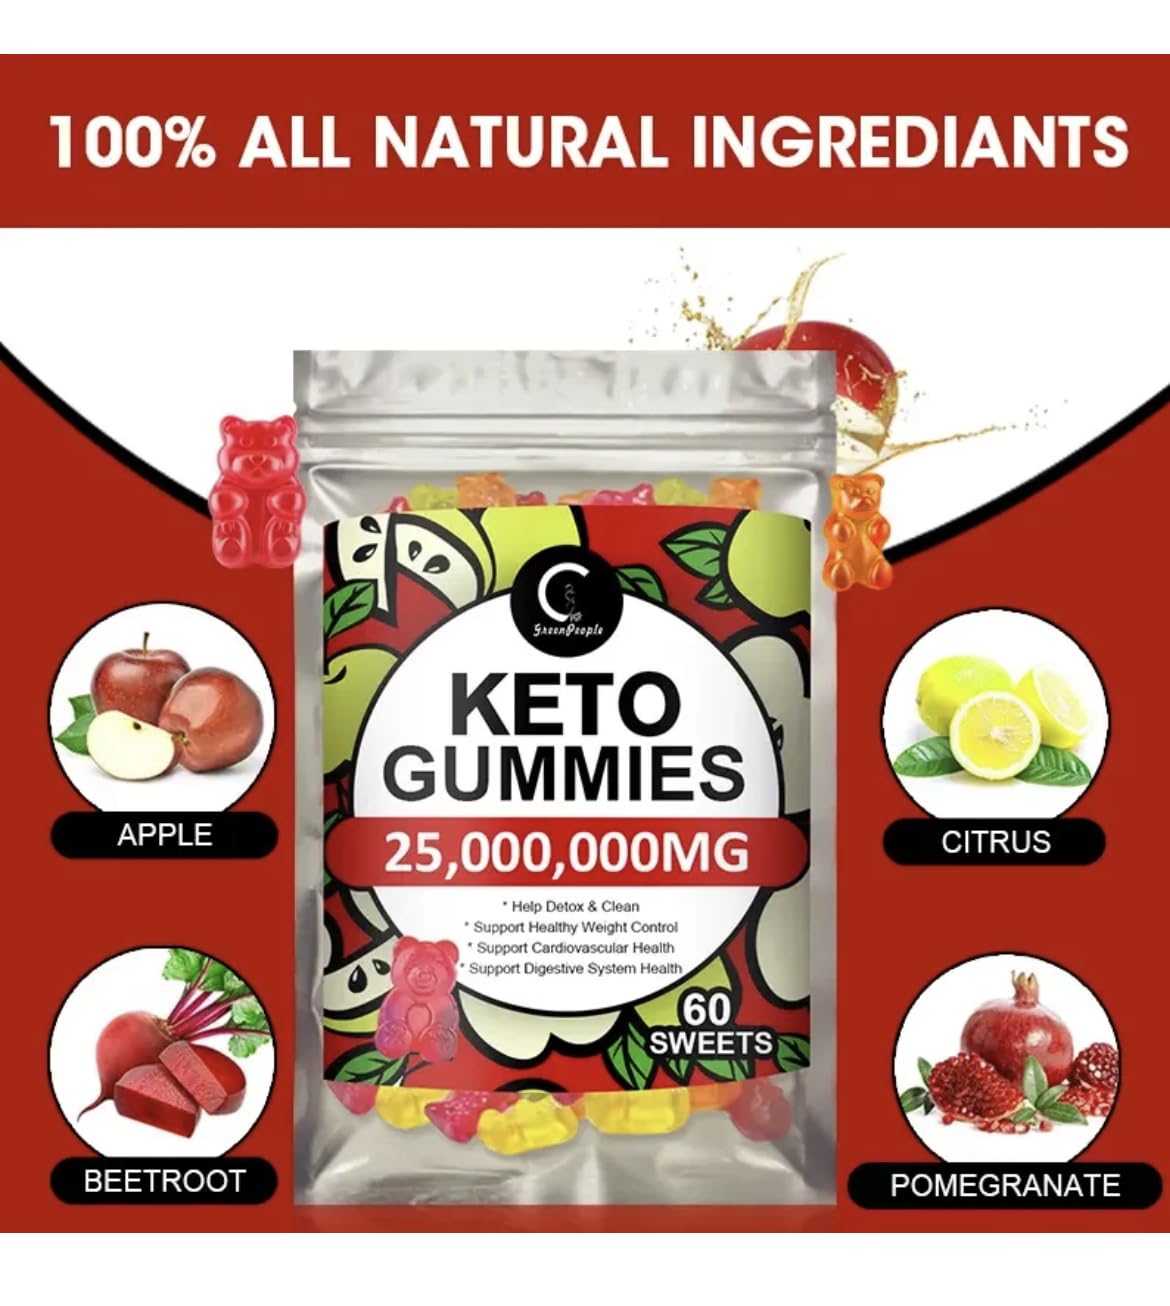 100% ALL NATURAL INGREDIANTS
GreenPeople
KETO
GUMMIES
25,000,000MG
* Help Detox & Clean
* Support Healthy Weight Control
* Support Cardiovascular Health
* Support Digestive System Health
60
SWEETS
APPLE
CITRUS
BEETROOT
POMEGRANATE